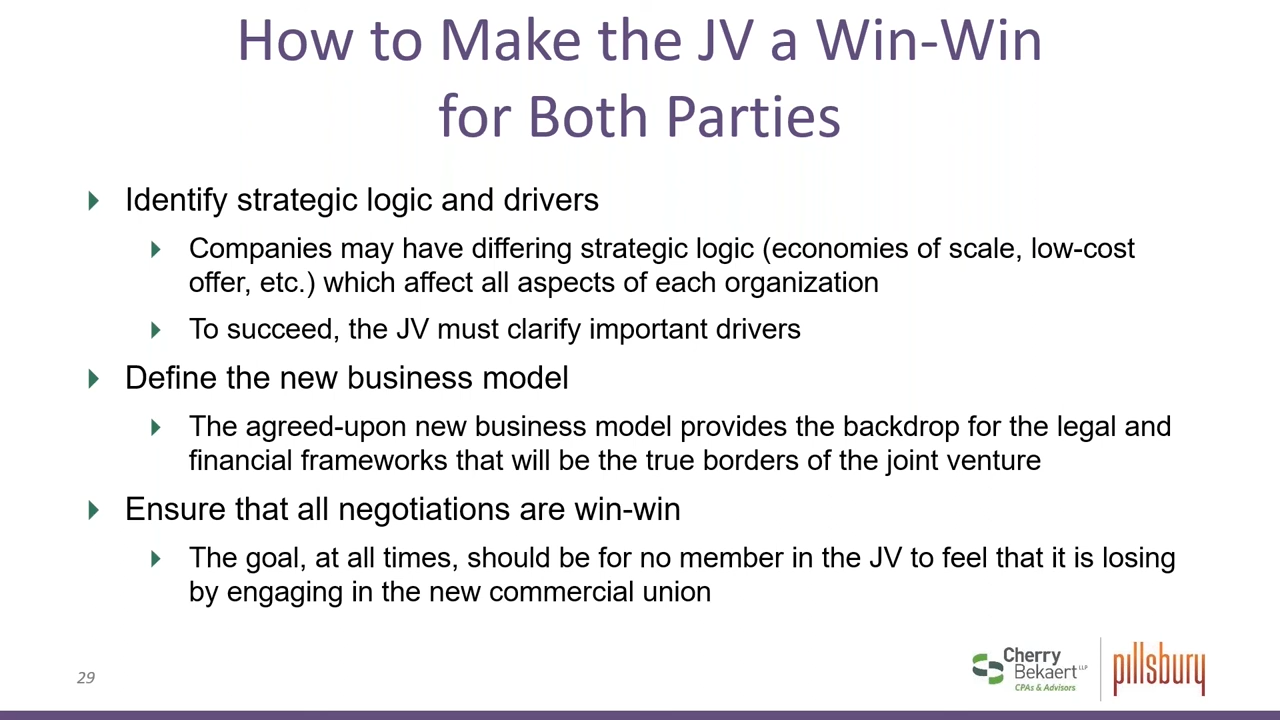 How to Make the JV a Win-Win
for Both Parties
Identify strategic logic and drivers
Companies may have differing strategic logic (economies of scale, low-cost
offer, etc.) which affect all aspects of each organization
To succeed, the JV must clarify important drivers
Define the new business model
The agreed-upon new business model provides the backdrop for the legal and
financial frameworks that will be the true borders of the joint venture
Ensure that all negotiations are win-win
The goal, at all times, should be for no member in the JV to feel that it is losing
by engaging in the new commercial union
29
Cherry
Bekaert LLP
CPAs & Advisors
pillsbury